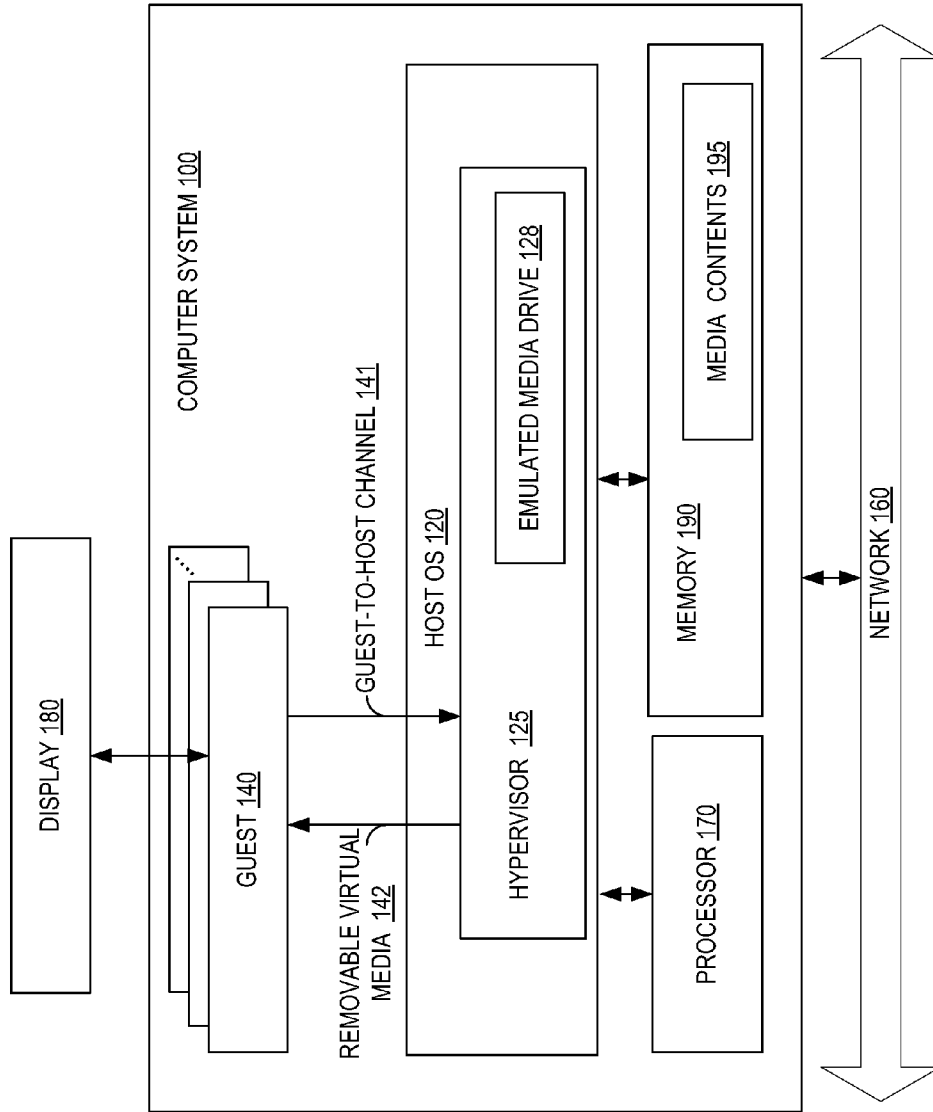 DISPLAY 180
COMPUTER SYSTEM 100
GUEST 140
REMOVABLE VIRTUAL
MEDIA 142
GUEST-TO-HOST CHANNEL 141
HOST OS 120
HYPERVISOR 125
EMULATED MEDIA DRIVE 128
PROCESSOR 170
MEMORY 190
MEDIA CONTENTS 195
NETWORK 160